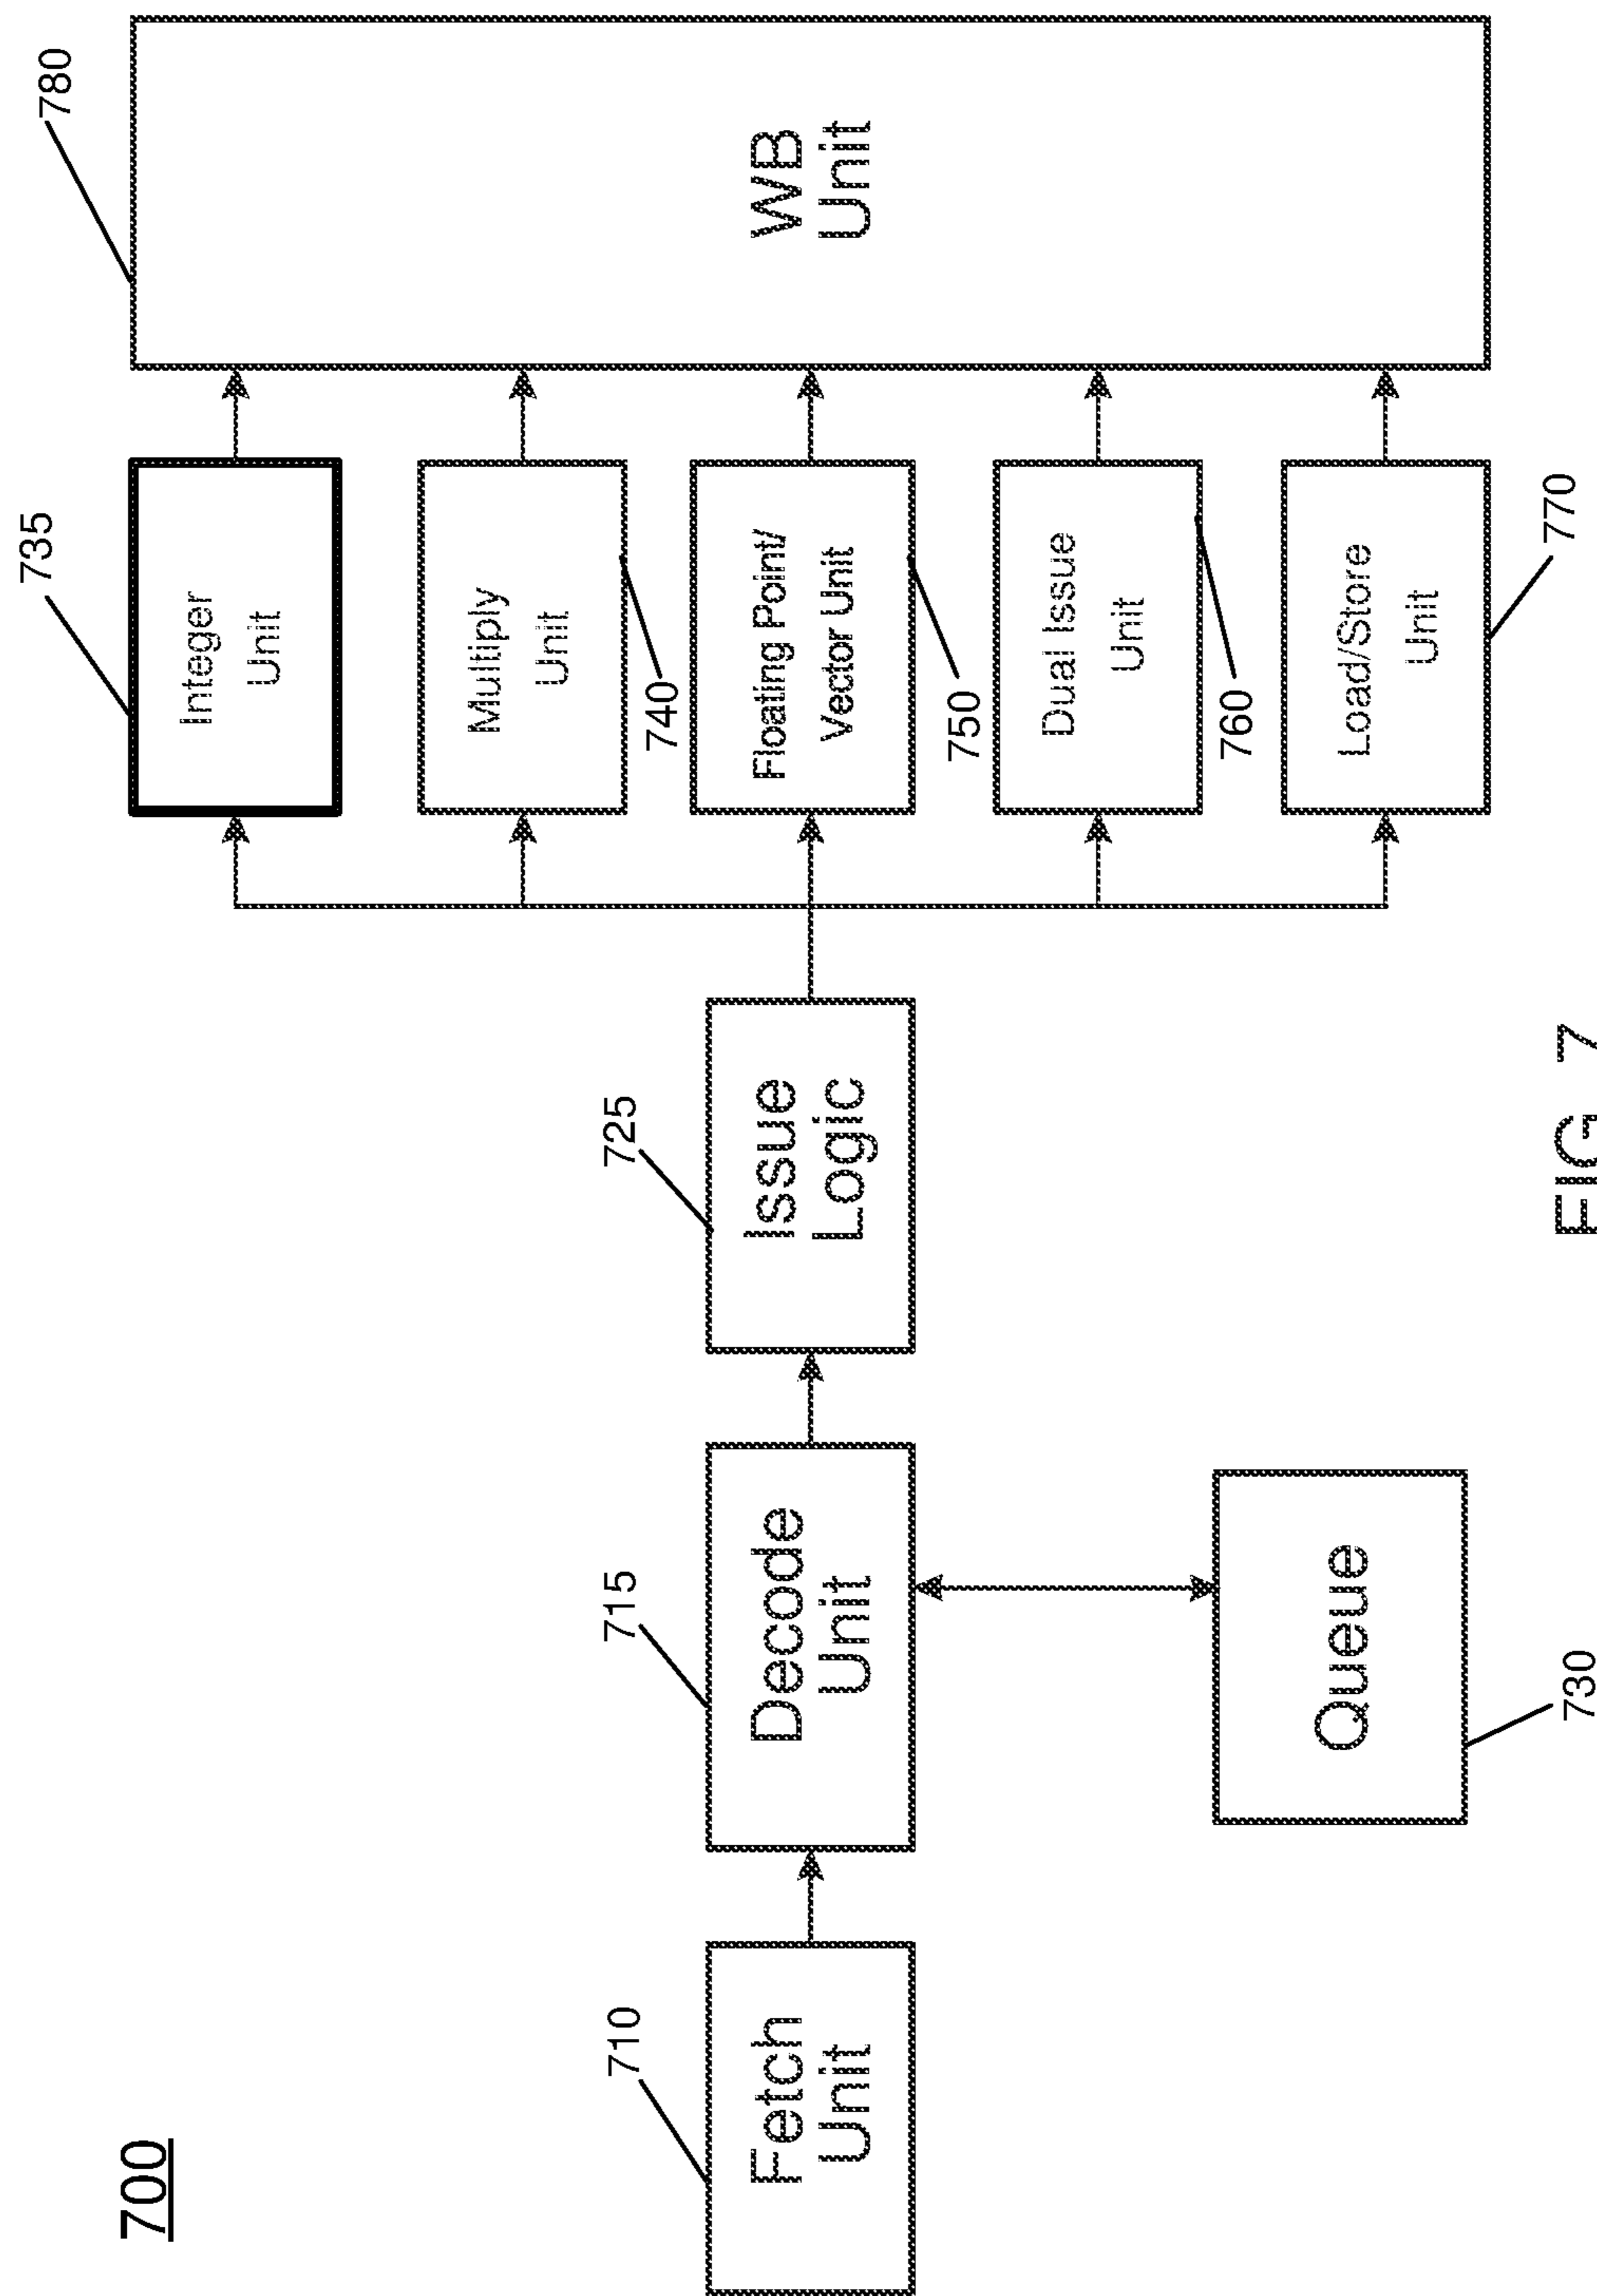 700
710
Fetch
Unit
715
Decode
Unit
Queue
730
725
Issue
Logic
735
Integer
Unit
Multiply
Unit
740
Floating Point/
Vector Unit
750
Dual Issue
Unit
760
Load/Store
Unit
770
780
WB
Unit
FIG. 7